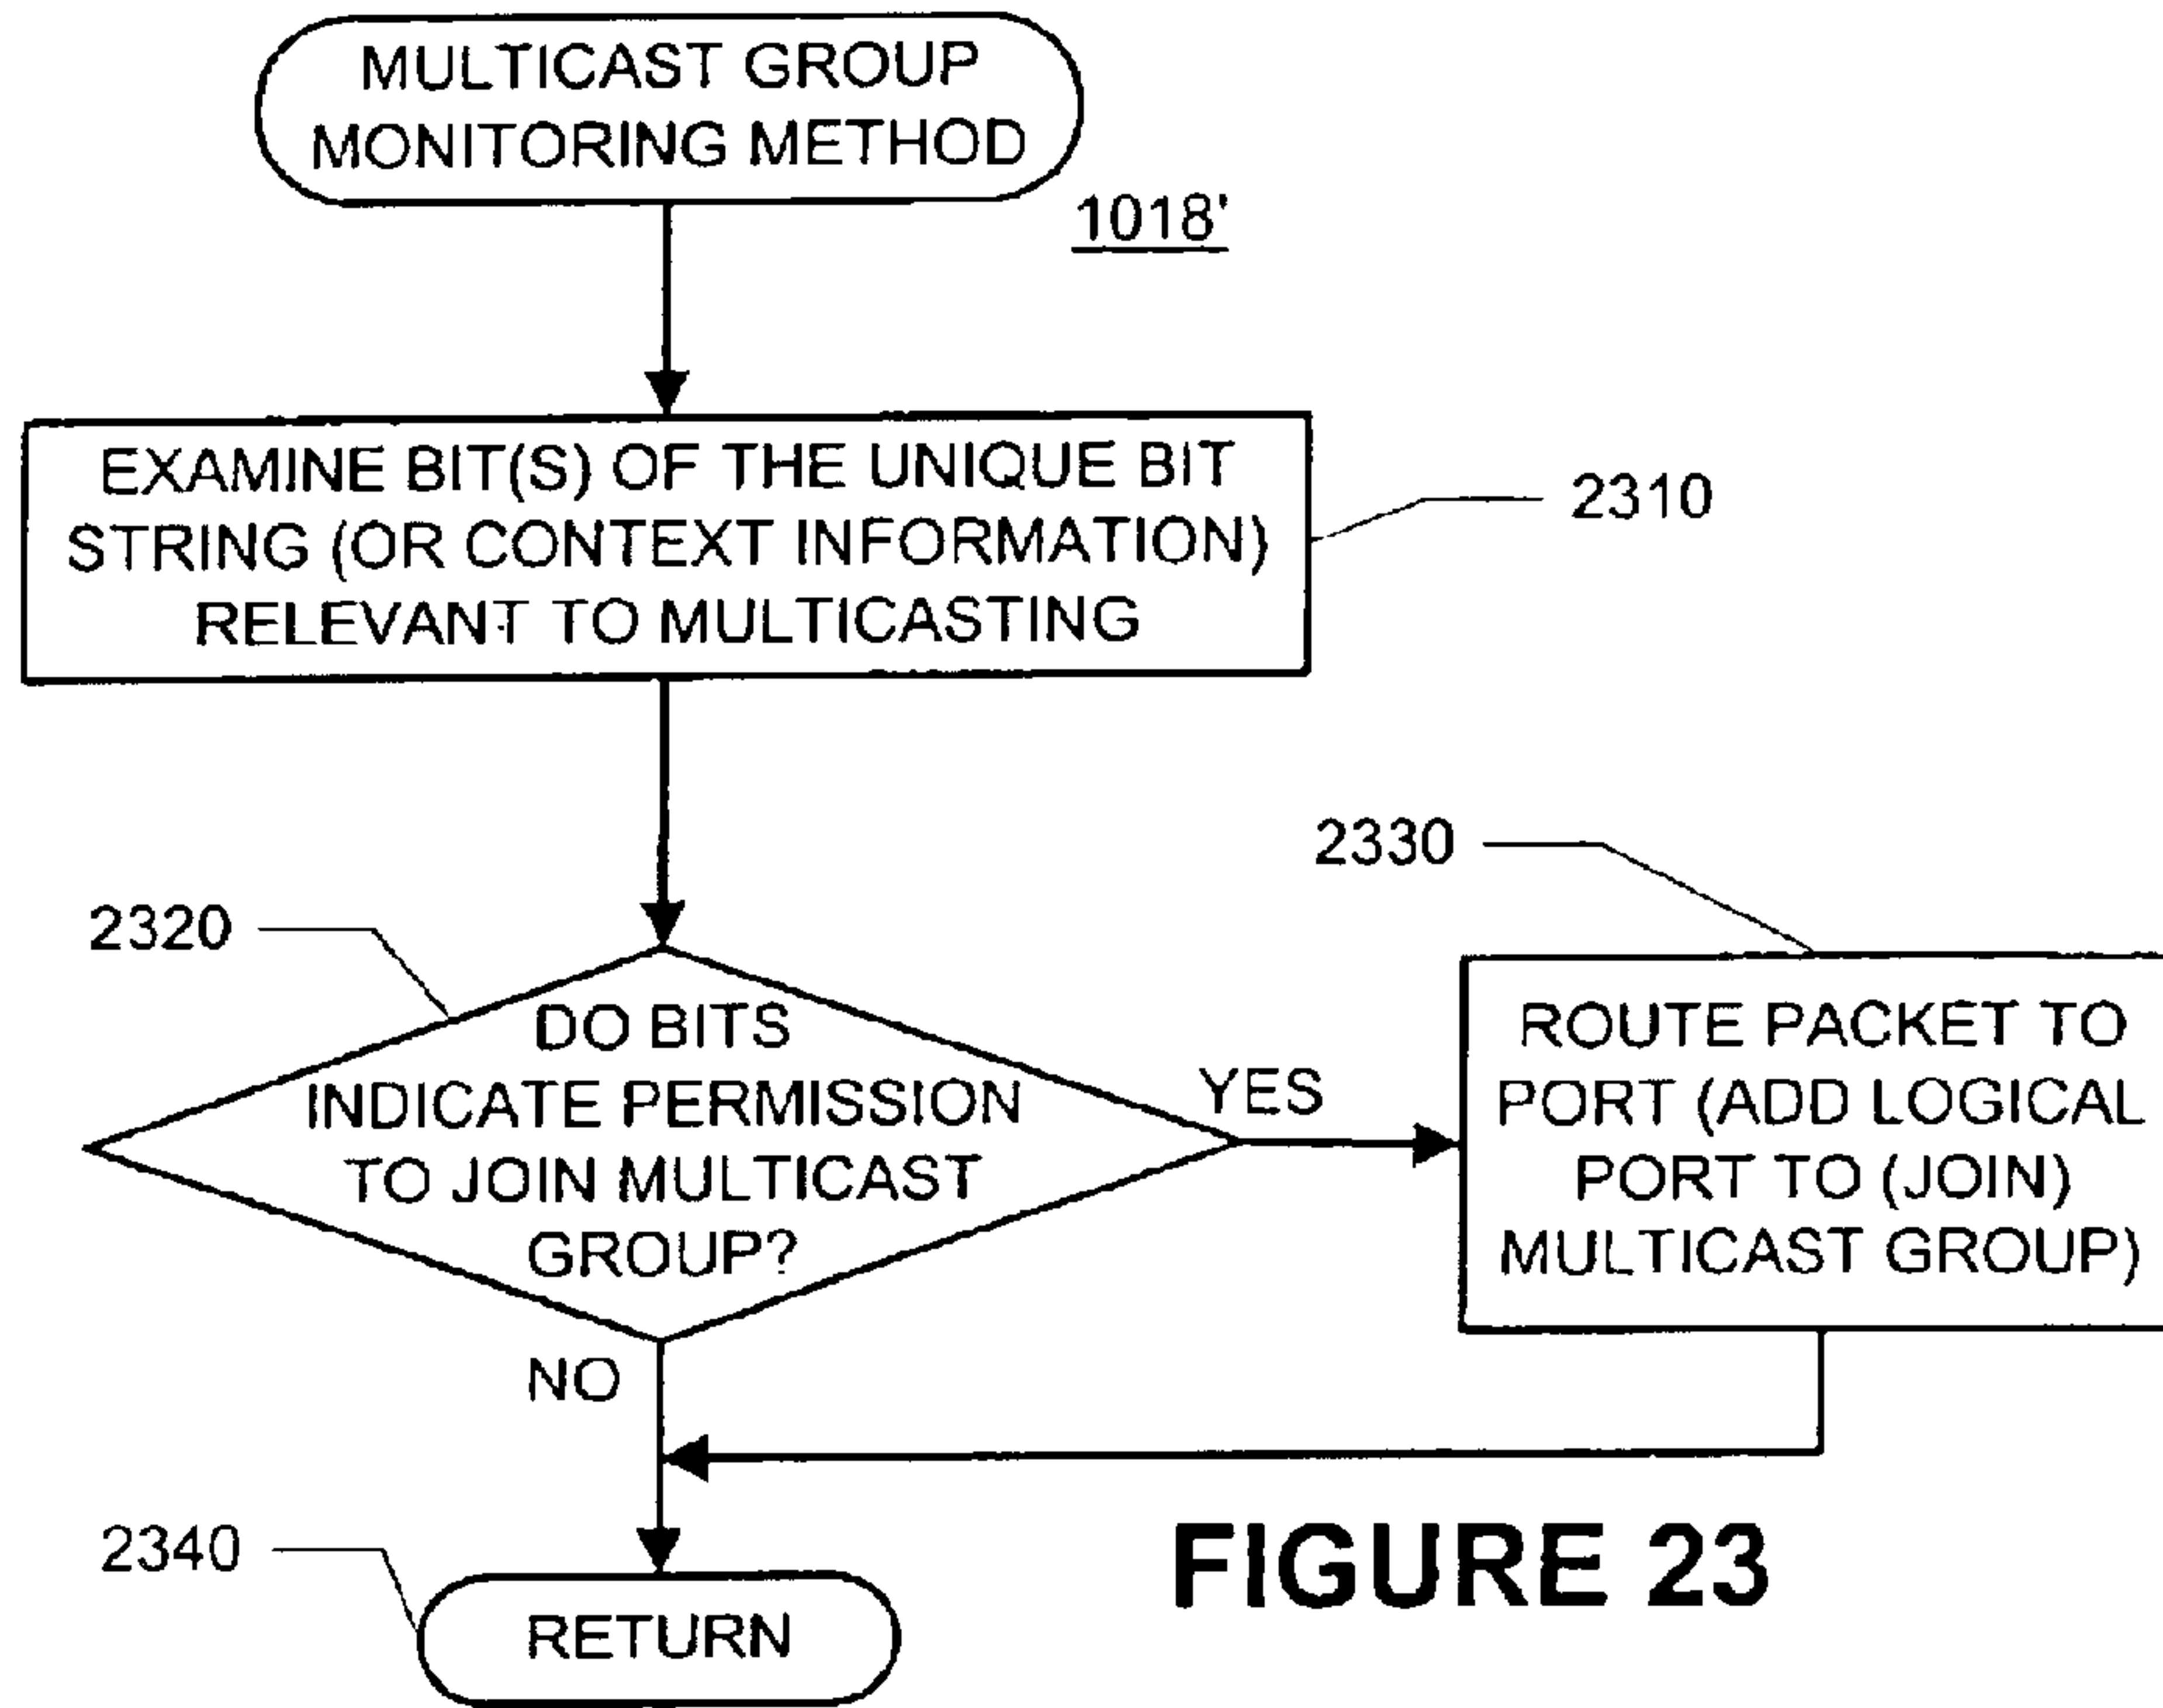 MULTICAST GROUP
MONITORING METHOD
1018'
EXAMINE BIT(S) OF THE UNIQUE BIT
STRING (OR CONTEXT INFORMATION)
RELEVANT TO MULTICASTING
2310
2320
DO BITS
INDICATE PERMISSION
TO JOIN MULTICAST
GROUP?
YES
NO
2330
ROUTE PACKET TO
PORT (ADD LOGICAL
PORT TO (JOIN)
MULTICAST GROUP)
2340
RETURN
FIGURE 23